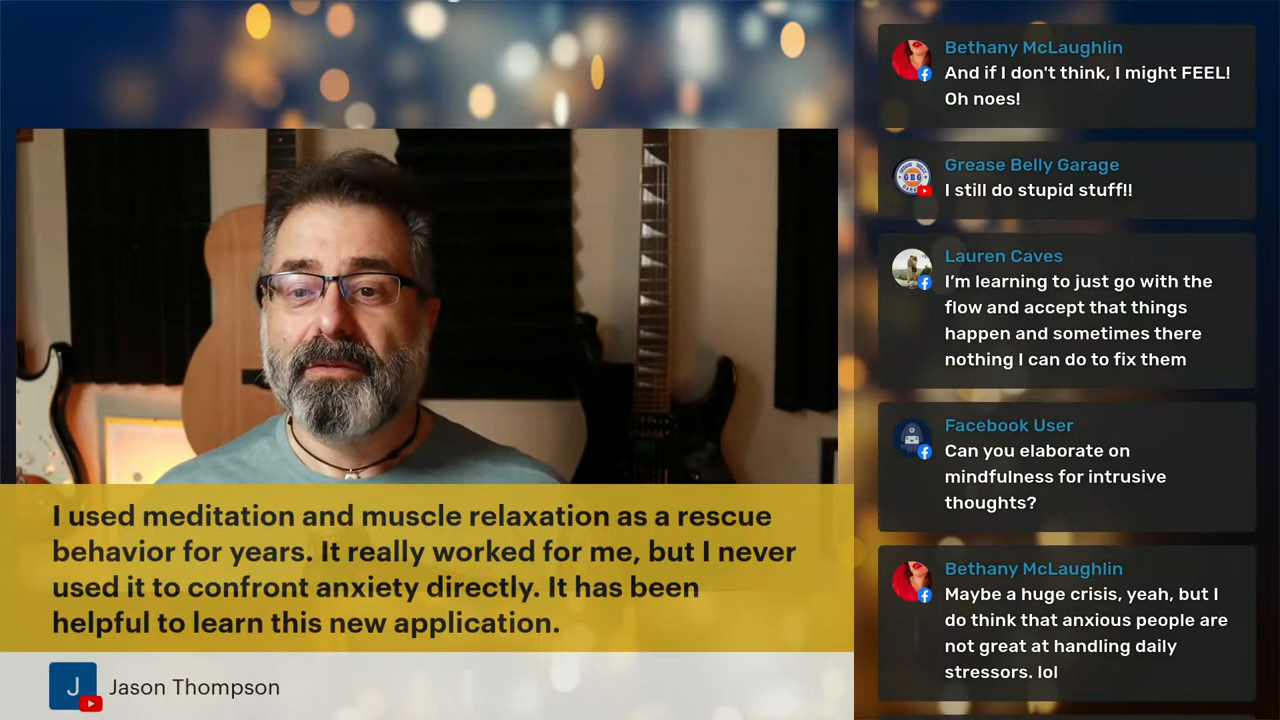 I used meditation and muscle relaxation as a rescue
behavior for years. It really worked for me, but I never
used it to confront anxiety directly. It has been
helpful to learn this new application.
J
Jason Thompson
Bethany McLaughlin
And if I don't think, I might FEEL!
Oh noes!
GBG
Grease Belly Garage
I still do stupid stuff!!
Lauren Caves
I’m learning to just go with the
flow and accept that things
happen and sometimes there
nothing I can do to fix them
Facebook User
Can you elaborate on
mindfulness for intrusive
thoughts?
Bethany McLaughlin
Maybe a huge crisis, yeah, but I
do think that anxious people are
not great at handling daily
stressors. lol